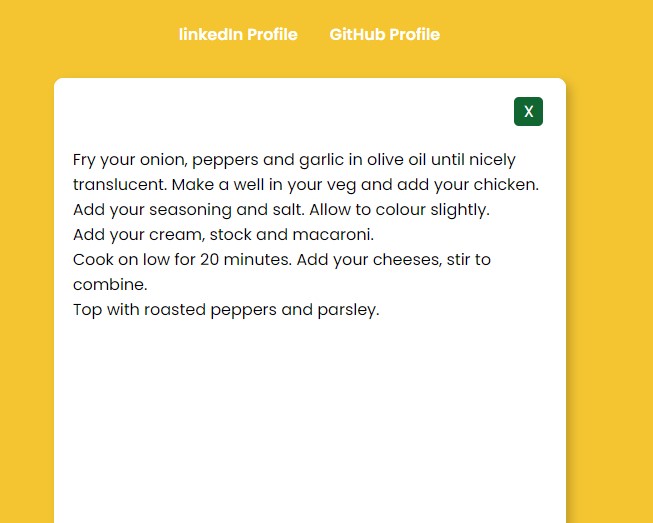 linkedIn Profile GitHub Profile
X
Fry your onion, peppers and garlic in olive oil until nicely
translucent. Make a well in your veg and add your chicken.
Add your seasoning and salt. Allow to colour slightly.
Add your cream, stock and macaroni.
Cook on low for 20 minutes. Add your cheeses, stir to
combine.
Top with roasted peppers and parsley.